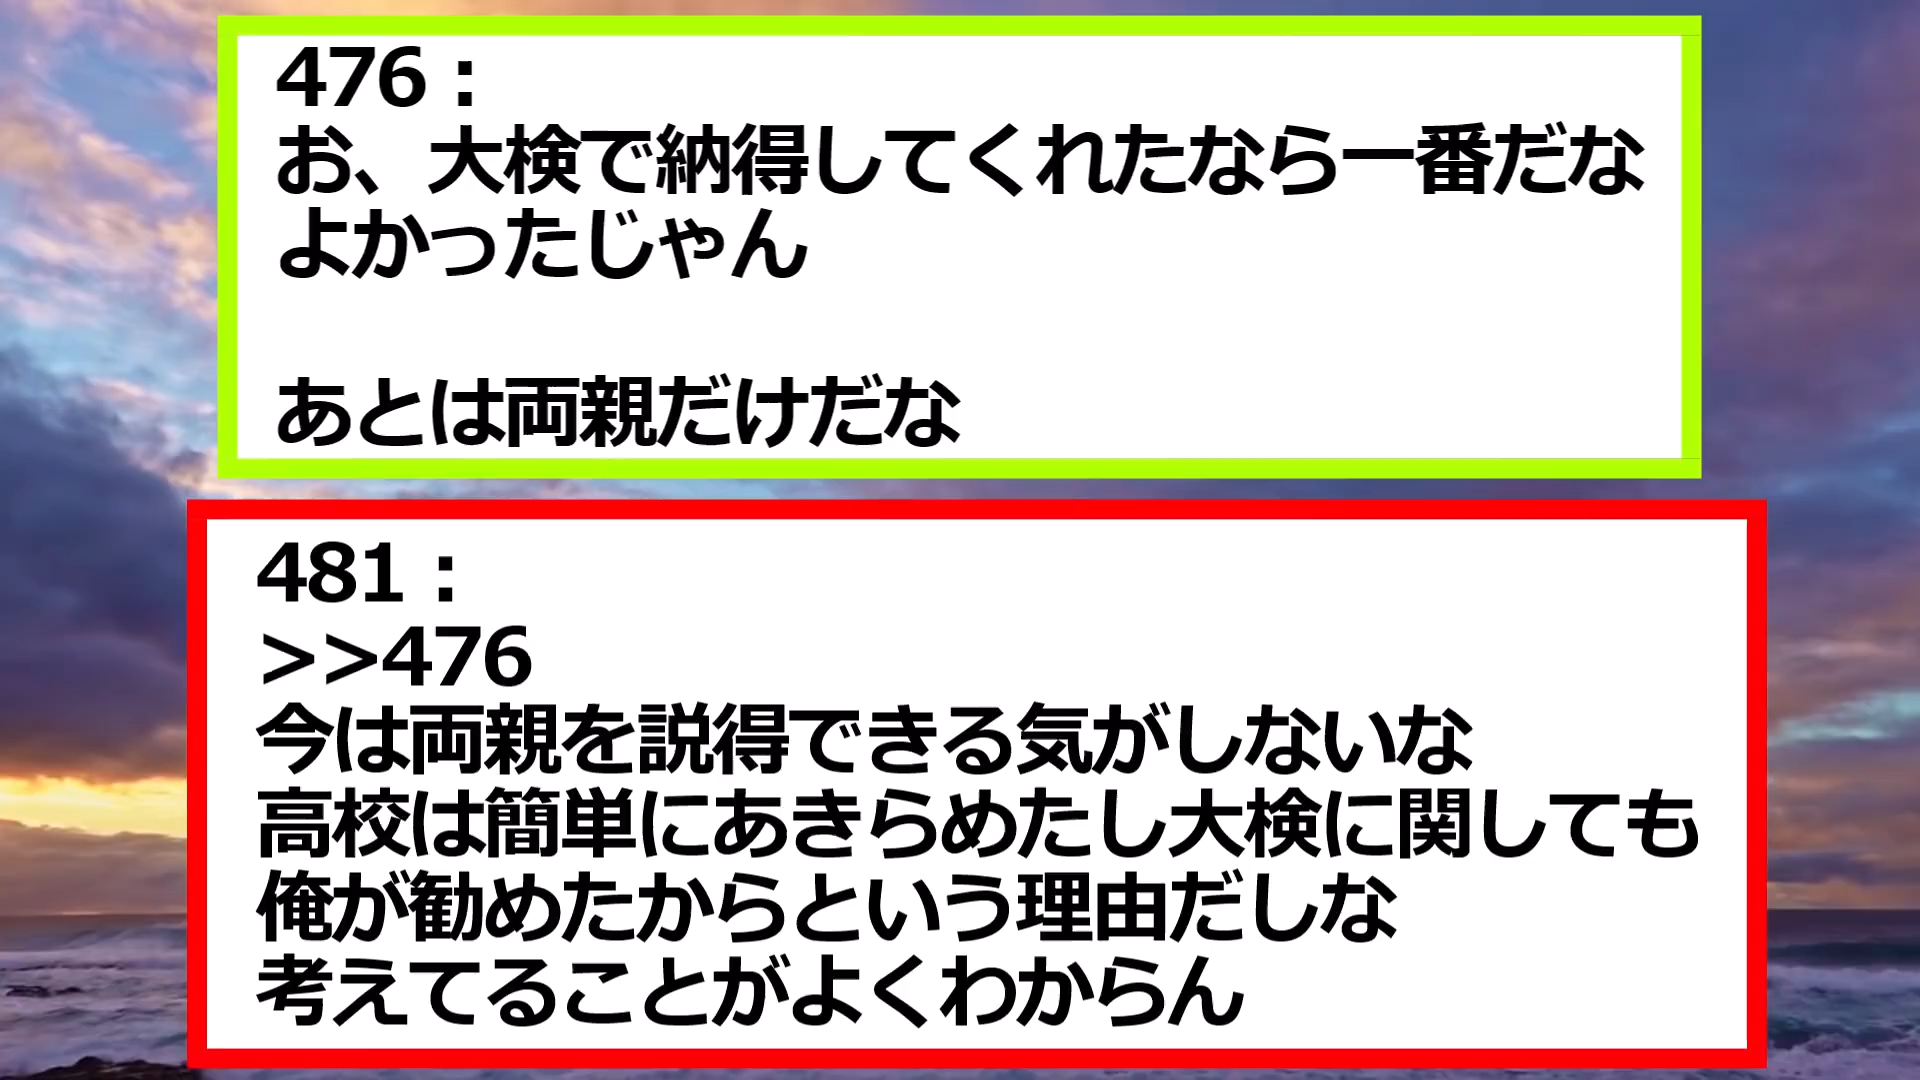 476：
お、大検で納得してくれたなら一番だな
よかったじゃん
あとは両親だけだな
481：
>>476
今は両親を説得できる気がしないな
高校は簡単にあきらめたし大検に関しても
俺が勧めたからという理由だしな
考えてることがよくわからん